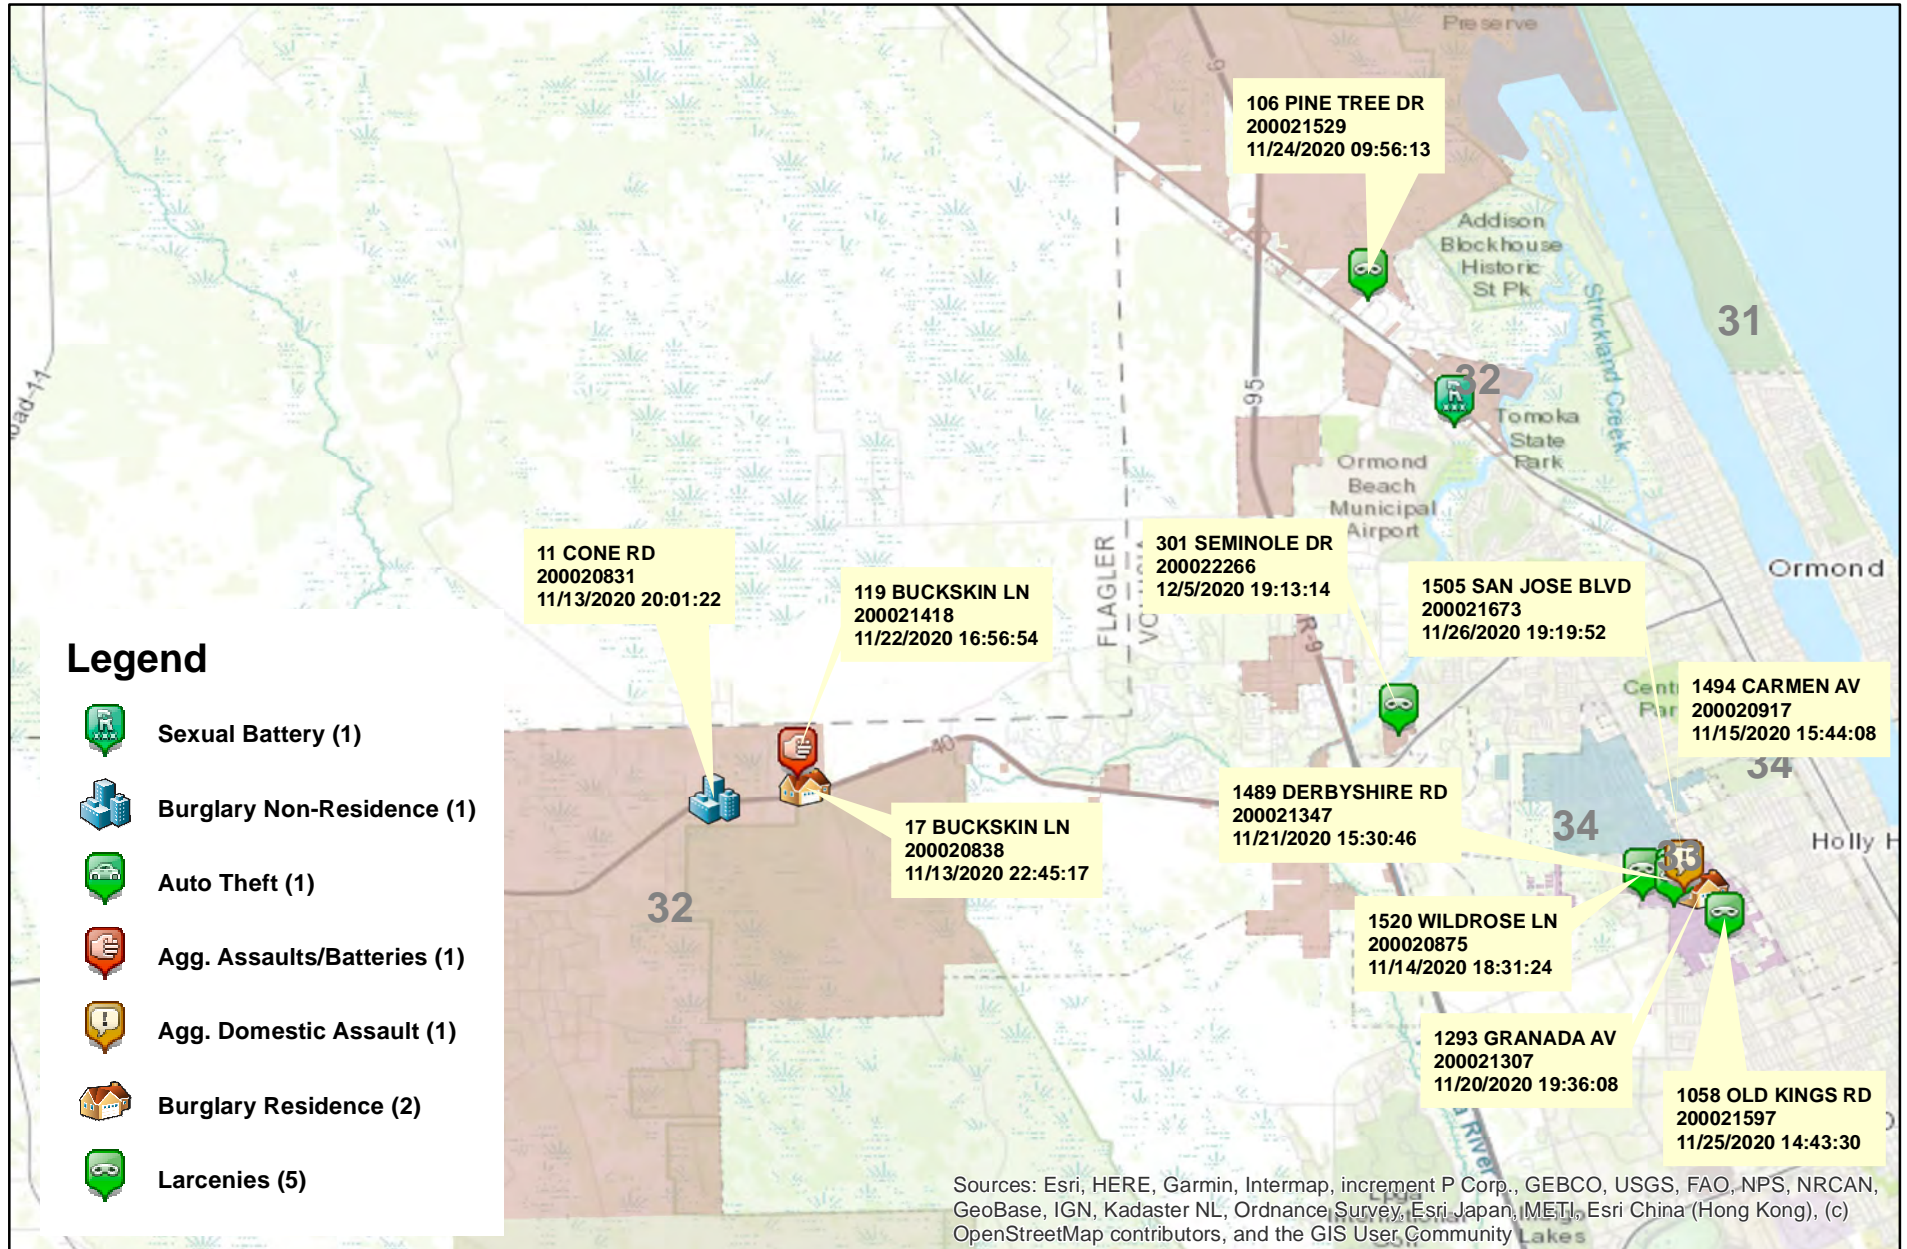 Preserve
106 PINE TREE DR
200021529
11/24/2020 09:56:13
Addison
Blockhouse
Historic
St Pk
Strickland Creek
31
95
32
Tomoka
State
Park
Ormond
Beach
Municipal
Airport
oad-11
11 CONE RD
200020831
11/13/2020 20:01:22
119 BUCKSKIN LN
200021418
11/22/2020 16:56:54
FLAGLER
301 SEMINOLE DR
200022266
12/5/2020 19:13:14
R-9
1505 SAN JOSE BLVD
200021673
11/26/2020 19:19:52
Ormond
1494 CARMEN AV
200020917
11/15/2020 15:44:08
34
40
17 BUCKSKIN LN
200020838
11/13/2020 22:45:17
1489 DERBYSHIRE RD
200021347
11/21/2020 15:30:46
34
33
Holly H
32
1520 WILDROSE LN
200020875
11/14/2020 18:31:24
1293 GRANADA AV
200021307
11/20/2020 19:36:08
1058 OLD KINGS RD
200021597
11/25/2020 14:43:30
River
Legend
Sexual Battery (1)
Burglary Non-Residence (1)
Auto Theft (1)
Agg. Assaults/Batteries (1)
Agg. Domestic Assault (1)
Burglary Residence (2)
Larcenies (5)
Sources: Esri, HERE, Garmin, Intermap, increment P Corp., GEBCO, USGS, FAO, NPS, NRCAN,
GeoBase, IGN, Kadaster NL, Ordnance Survey, Esri Japan, METI, Esri China (Hong Kong), (c)
OpenStreetMap contributors, and the GIS User Community
Lakes